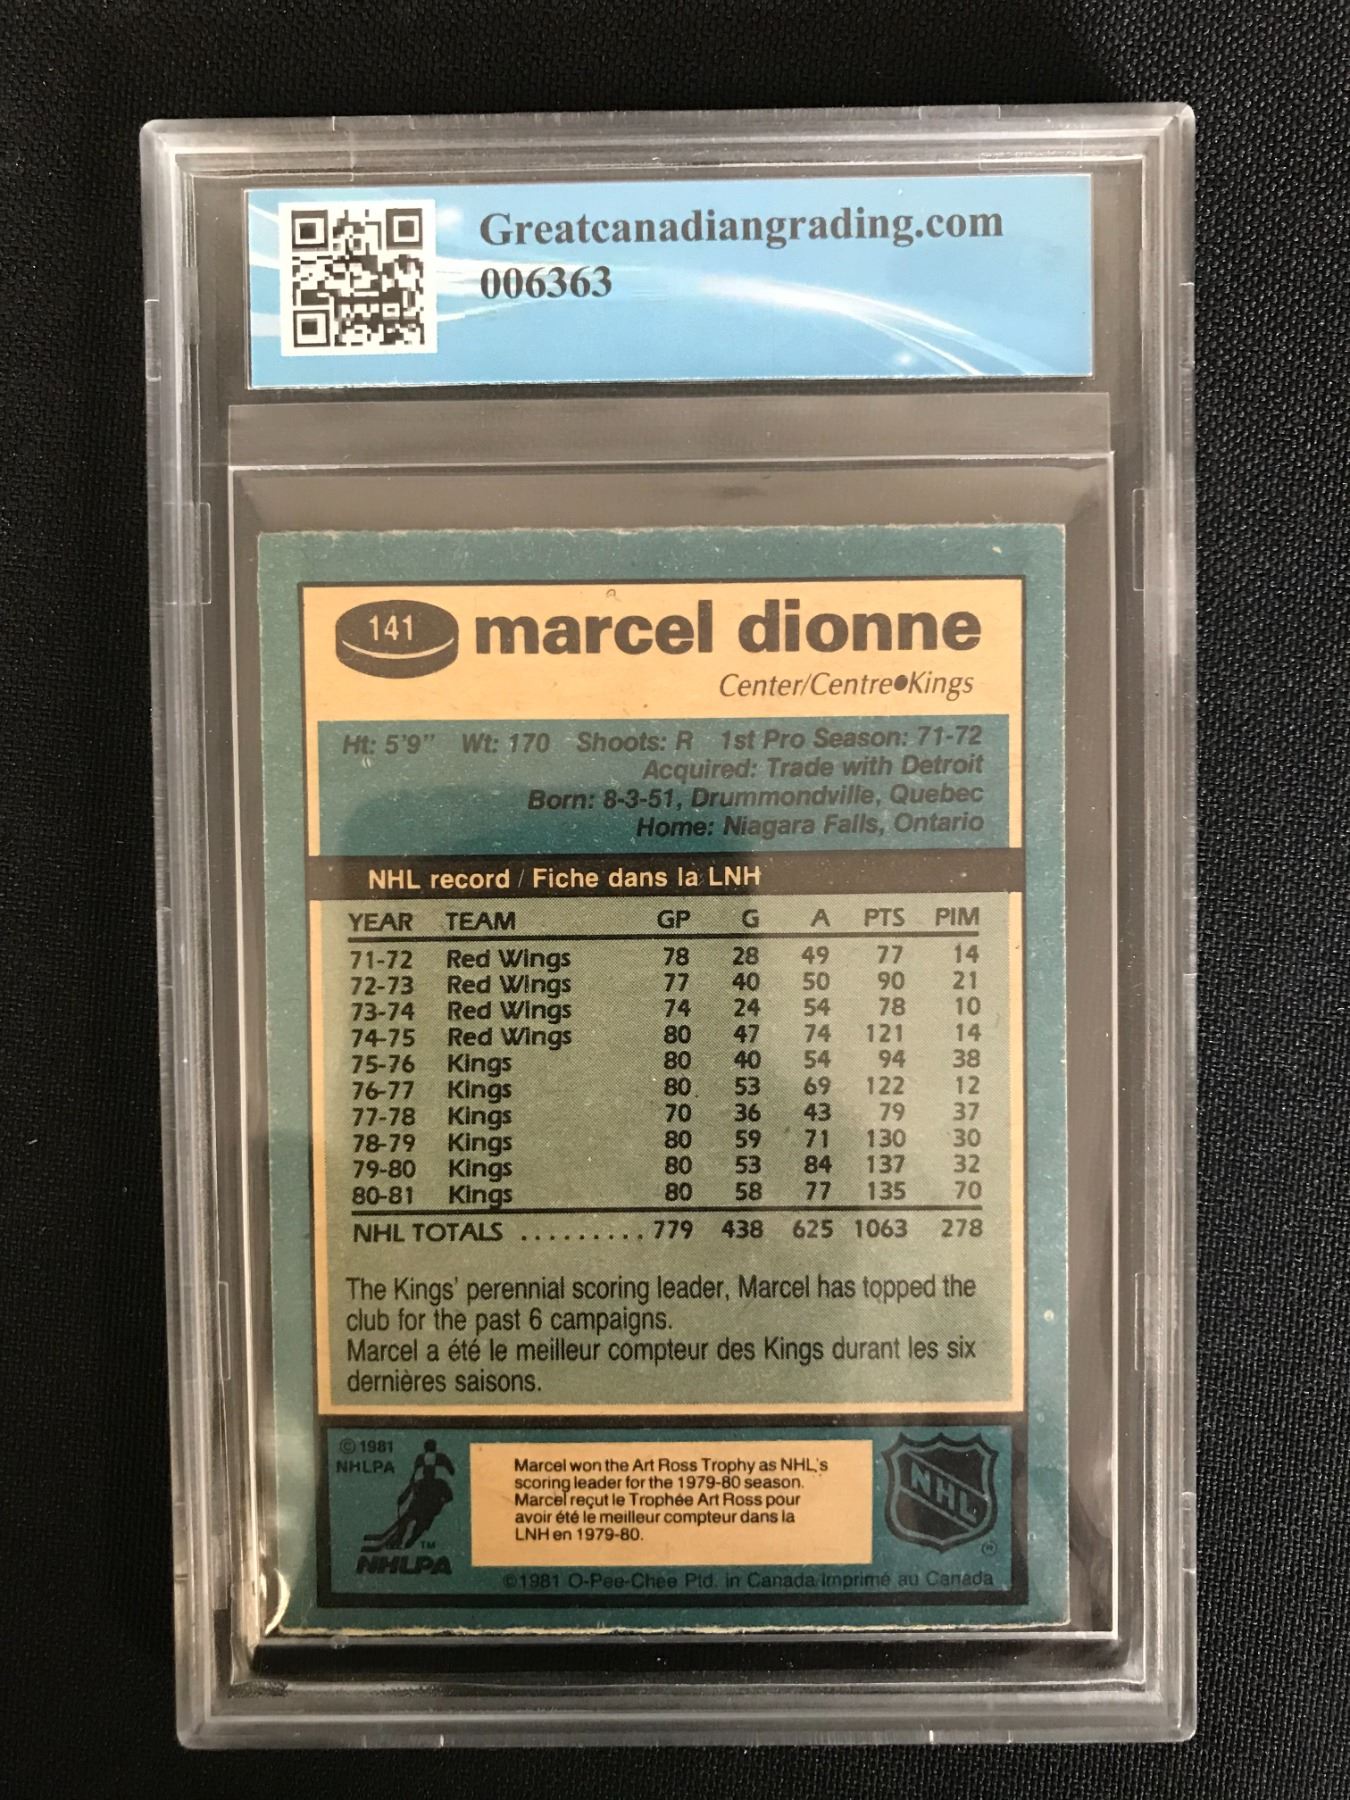 Greatcanadiangrading.com
006363
141 marcel dionne
Center/Centre●Kings
Ht: 5'9" Wt: 170 Shoots: R 1st Pro Season: 71-72
Acquired: Trade with Detroit
Born: 8-3-51, Drummondville, Quebec
Home: Niagara Falls, Ontario
NHL record / Fiche dans la LNH
YEAR TEAM GP G A PTS PIM
71-72 Red Wings 78 28 49 77 14
72-73 Red Wings 77 40 50 90 21
73-74 Red Wings 74 24 54 78 10
74-75 Red Wings 80 47 74 121 14
75-76 Kings 80 40 54 94 38
76-77 Kings 80 53 69 122 12
77-78 Kings 70 36 43 79 37
78-79 Kings 80 59 71 130 30
79-80 Kings 80 53 84 137 32
80-81 Kings 80 58 77 135 70
NHL TOTALS ......... 779 438 625 1063 278
The Kings' perennial scoring leader, Marcel has topped the
club for the past 6 campaigns.
Marcel a été le meilleur compteur des Kings durant les six
dernières saisons.
© 1981
NHLPA
TM
NHLPA
Marcel won the Art Ross Trophy as NHL's
scoring leader for the 1979-80 season.
Marcel reçut le Trophée Art Ross pour
avoir été le meilleur compteur dans la
LNH en 1979-80.
NHL
®
©1981 O-Pee-Chee Ptd. in Canada/Imprimé au Canada